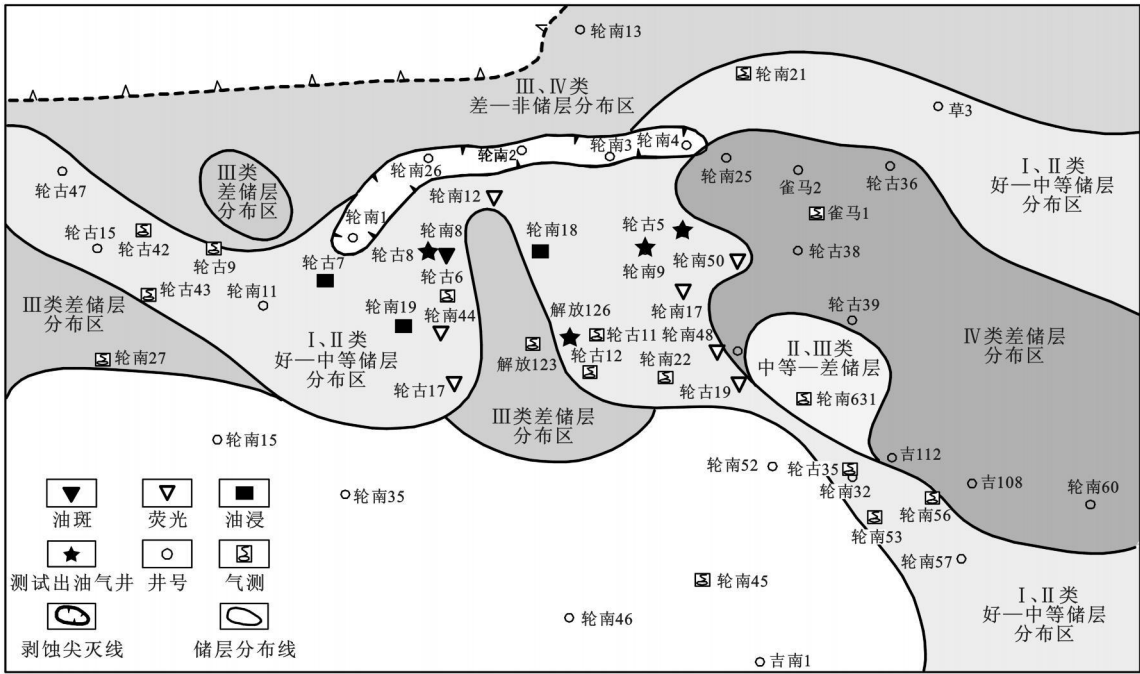 轮南13
轮南21
Ⅲ、Ⅳ类
差—非储层分布区
草3
轮南4
轮南3
轮南2
轮南26
轮南25
雀马2
轮古36
Ⅰ、Ⅱ类
好—中等储层
分布区
轮古47
Ⅲ类
差储层
分布区
轮南12
轮南1
雀马1
轮古15
轮古42
轮古9
轮南8
轮古8
轮南18
轮古5
轮南9
轮南50
轮古38
轮古7
轮古6
轮古43
轮南11
Ⅲ类差储层
分布区
轮南19
轮南44
解放126
轮南17
轮古39
轮古11
轮南48
轮南27
Ⅰ、Ⅱ类
好—中等储层
分布区
解放123
轮古12
轮南22
Ⅱ、Ⅲ类
中等—差储层
Ⅳ类差储层
分布区
轮古17
轮古19
轮南631
Ⅲ类差储层
分布区
轮南15
轮南52
轮古35
吉112
轮南35
轮南32
吉108
轮南60
轮南56
轮南53
轮南57
轮南45
轮南46
吉南1
Ⅰ、Ⅱ类
好—中等储层
分布区
油斑
荧光
油浸
测试出油气井
井号
气测
剥蚀尖灭线
储层分布线